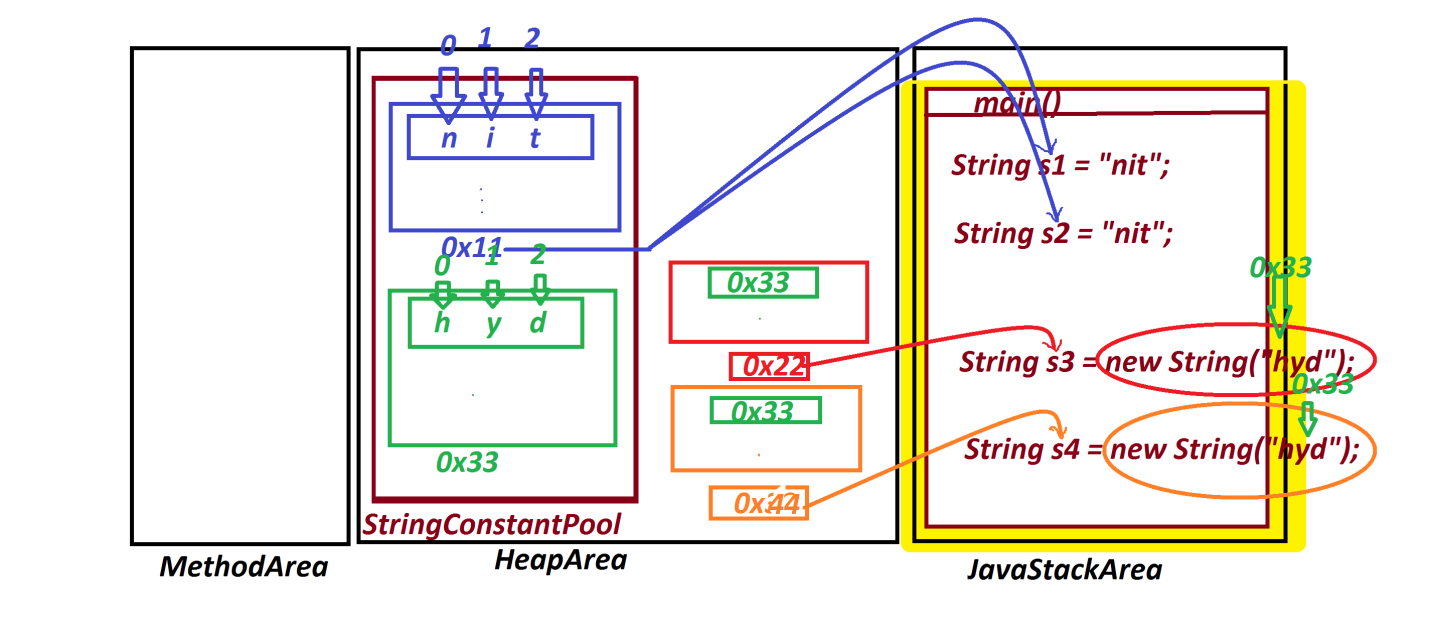 0 1 2
n i t
0x11
0 1 2
h y d
0x33
StringConstantPool
0x33
0x22
0x33
0x44
main()
String s1 = "nit";
String s2 = "nit";
0x33
String s3 = new String("hyd");
0x33
String s4 = new String("hyd");
MethodArea
HeapArea
JavaStackArea